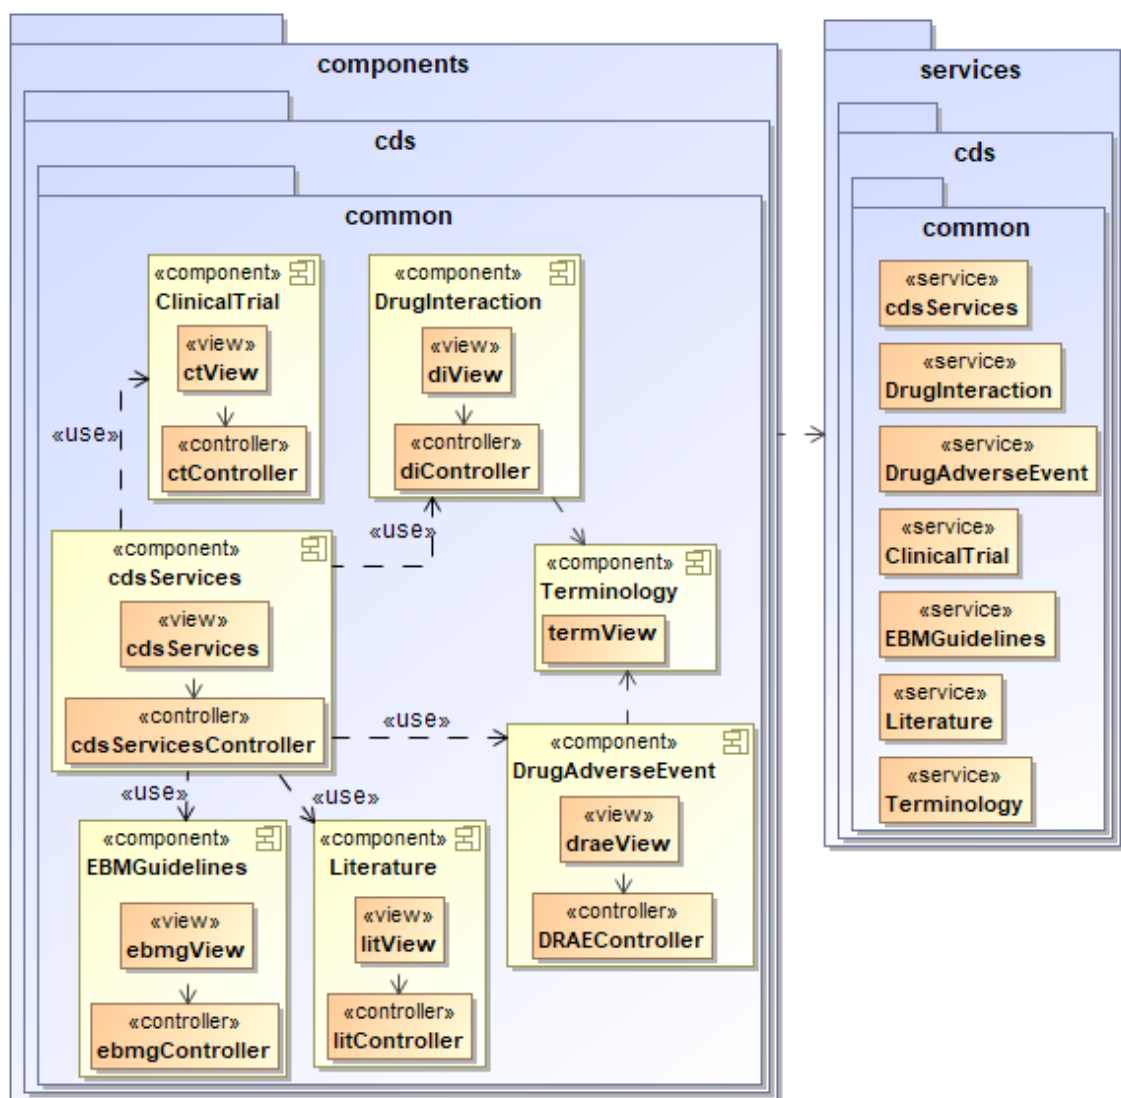 components
cds
common
«component»
ClinicalTrial
«view»
ctView
«controller»
ctController
«component»
DrugInteraction
«view»
diView
«controller»
diController
«use»
«use»
«component»
cdsServices
«view»
cdsServices
«controller»
cdsServicesController
«component»
Terminology
termView
«use»
«component»
DrugAdverseEvent
«view»
draeView
«controller»
DRAEController
«use»
«use»
«component»
EBMGuidelines
«view»
ebmgView
«controller»
ebmgController
«component»
Literature
«view»
litView
«controller»
litController
services
cds
common
«service»
cdsServices
«service»
DrugInteraction
«service»
DrugAdverseEvent
«service»
ClinicalTrial
«service»
EBMGuidelines
«service»
Literature
«service»
Terminology